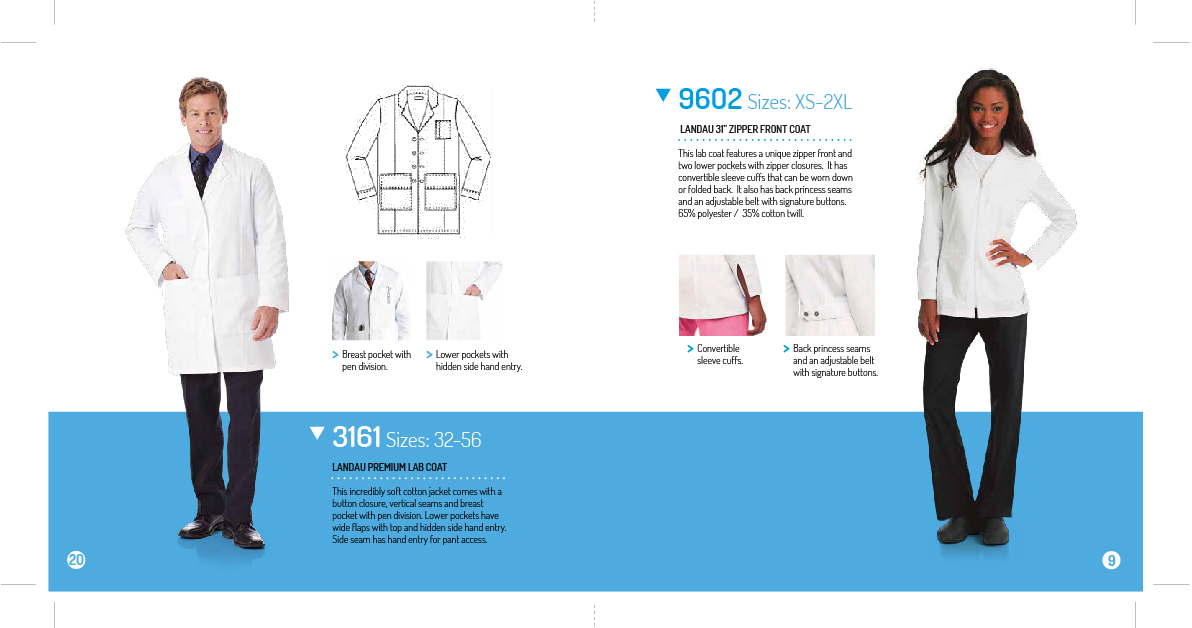 Breast pocket with
pen division.
Lower pockets with
hidden side hand entry.
3161 Sizes: 32-56
LANDAU PREMIUM LAB COAT
This incredibly soft cotton jacket comes with a
button closure, vertical seams and breast
pocket with pen division. Lower pockets have
wide flaps with top and hidden side hand entry.
Side seam has hand entry for pant access.
20
9602 Sizes: XS-2XL
LANDAU 31" ZIPPER FRONT COAT
This lab coat features a unique zipper front and
two lower pockets with zipper closures. It has
convertible sleeve cuffs that can be worn down
or folded back. It also has back princess seams
and an adjustable belt with signature buttons.
65% polyester / 35% cotton twill.
Convertible
sleeve cuffs.
Back princess seams
and an adjustable belt
with signature buttons.
9